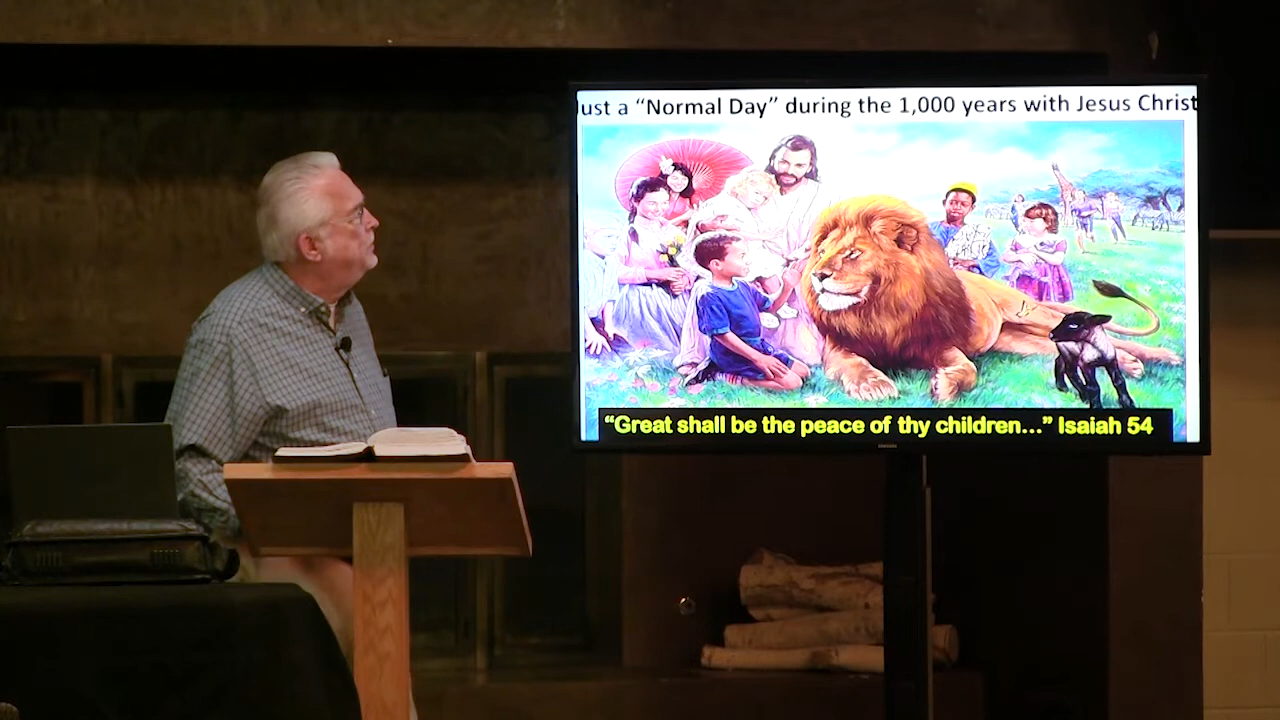 ust a “Normal Day” during the 1,000 years with Jesus Christ
“Great shall be the peace of thy children...” Isaiah 54